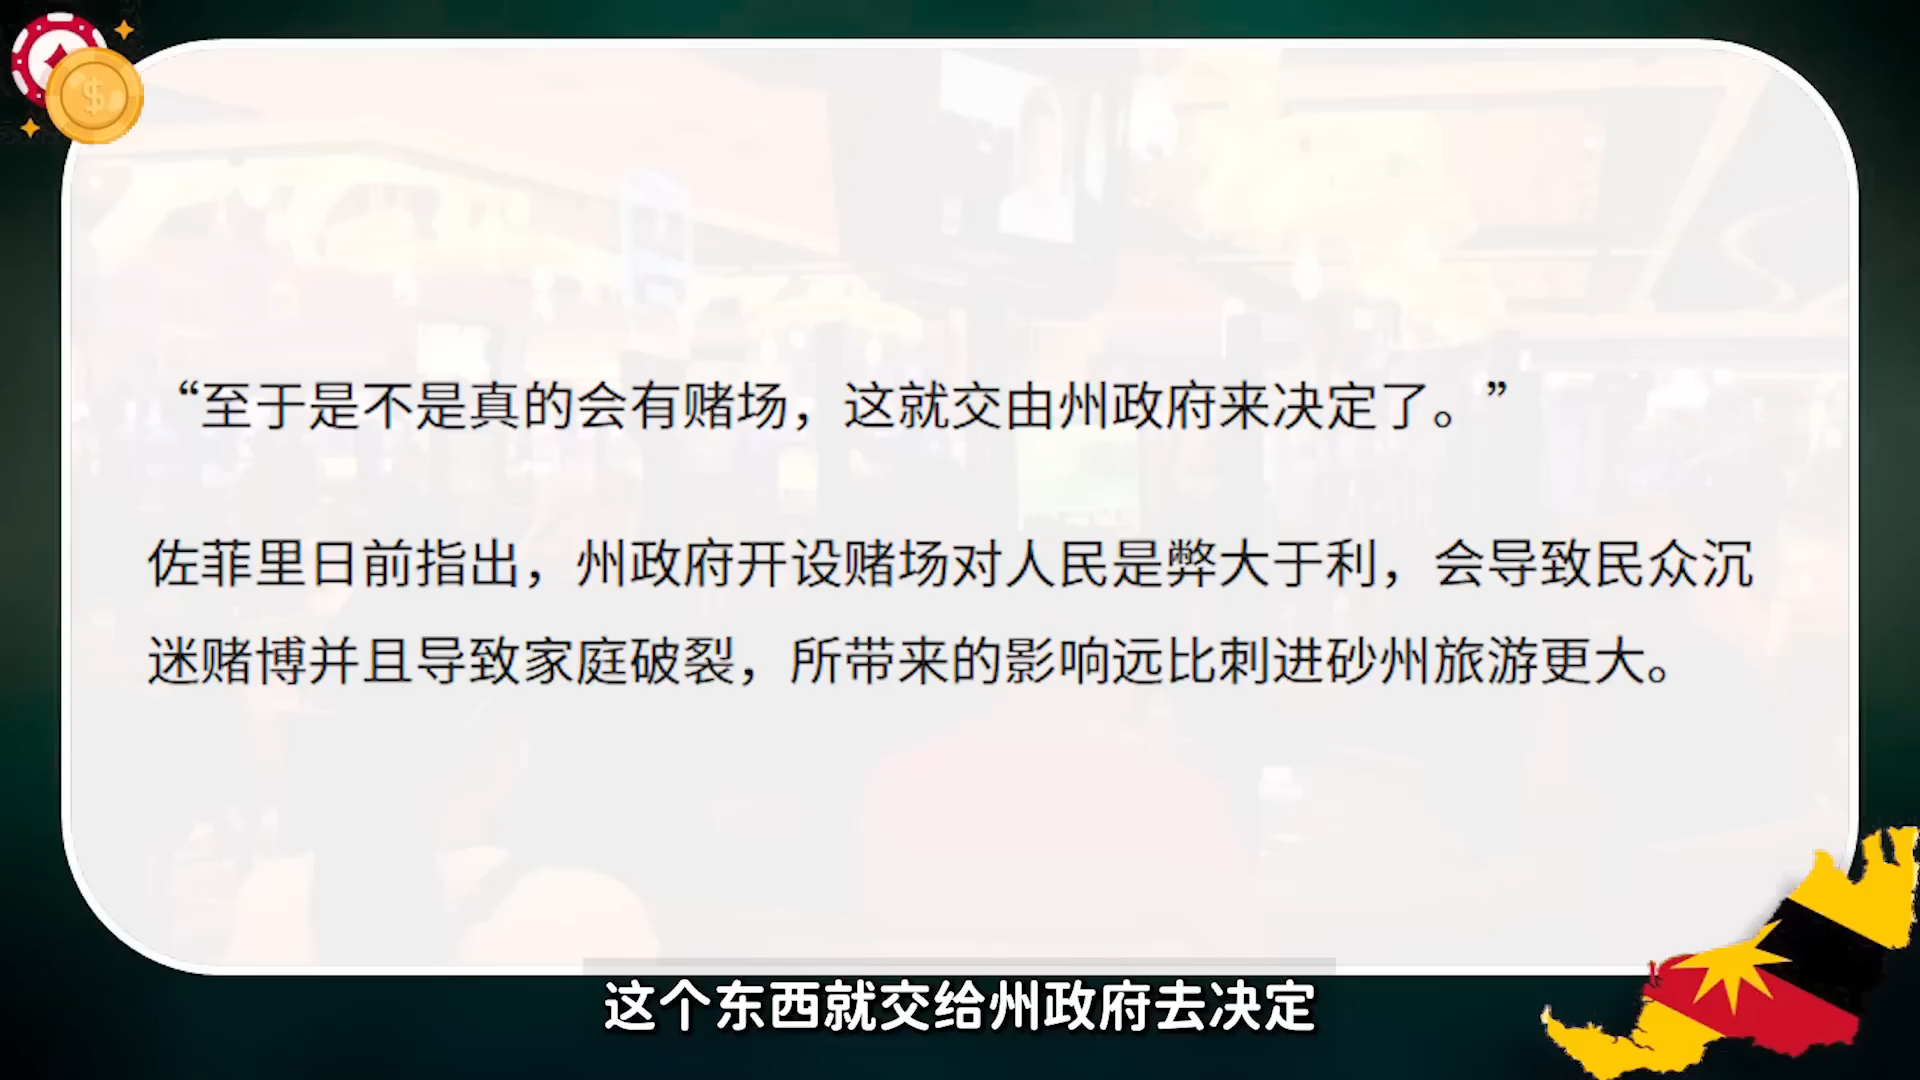 “至于是不是真的会有赌场，这就交由州政府来决定了。”
佐菲里日前指出，州政府开设赌场对人民是弊大于利，会导致民众沉
迷赌博并且导致家庭破裂，所带来的影响远比刺进砂州旅游更大。
这个东西就交给州政府去决定